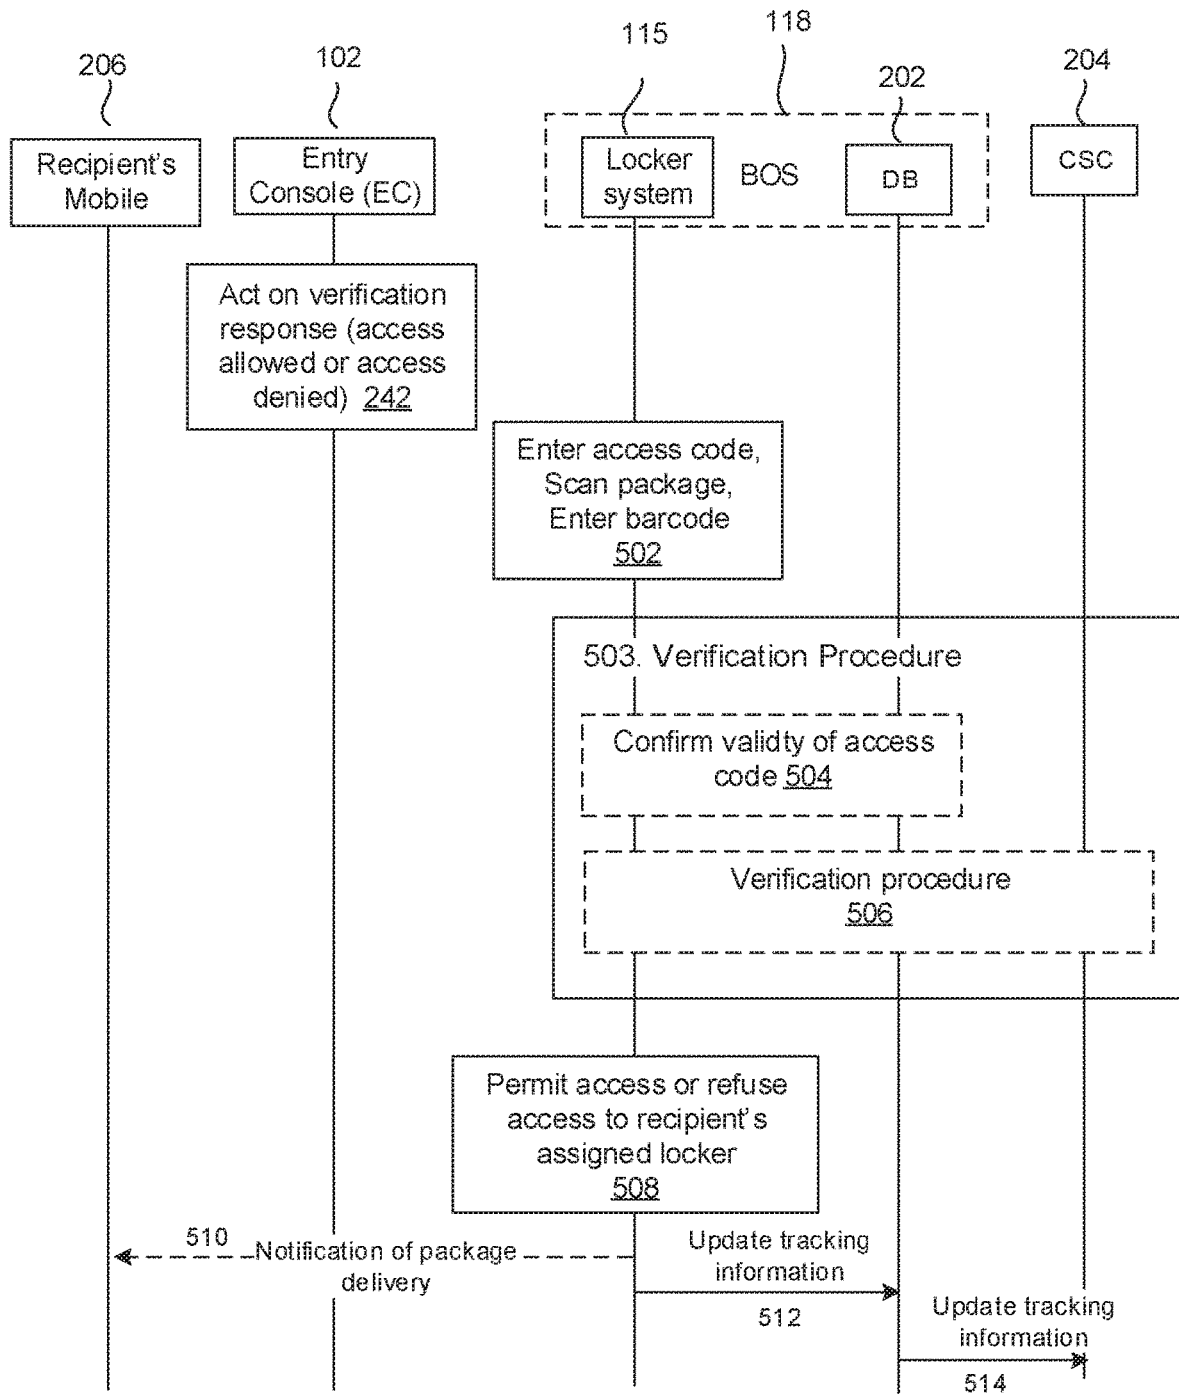 206
102
115
118
202
204
Recipient's
Mobile
Entry
Console (EC)
Locker
system
BOS
DB
CSC
Act on verification
response (access
allowed or access
denied) 242
Enter access code,
Scan package,
Enter barcode
502
503. Verification Procedure
Confirm validty of access
code 504
Verification procedure
506
Permit access or refuse
access to recipient's
assigned locker
508
510
Notification of package
delivery
Update tracking
information
512
Update tracking
information
514